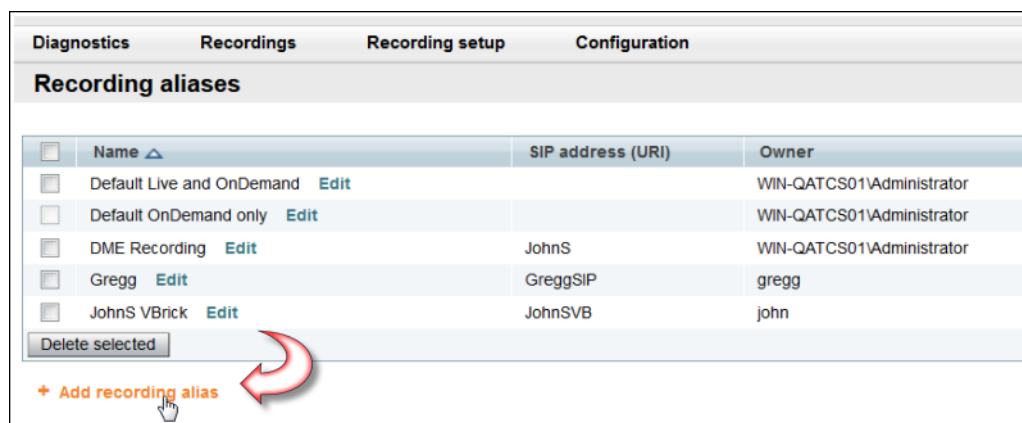 Diagnostics Recordings Recording setup Configuration
Recording aliases
Name SIP address (URI) Owner
Default Live and OnDemand Edit WIN-QATCS01\Administrator
Default OnDemand only Edit WIN-QATCS01\Administrator
DME Recording Edit JohnS WIN-QATCS01\Administrator
Gregg Edit GreggSIP gregg
JohnS VBrick Edit JohnSVB john
Delete selected
+ Add recording alias